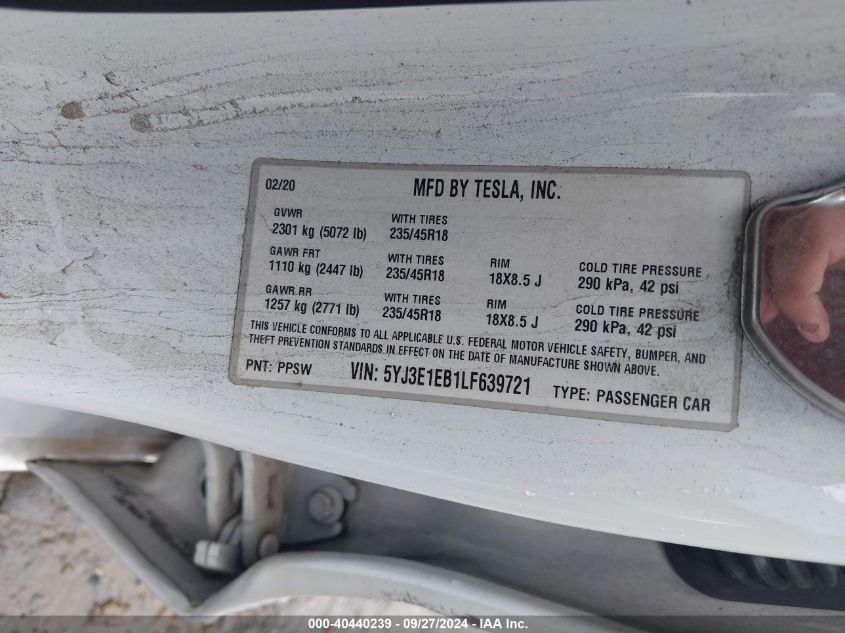 02/20 MFD BY TESLA, INC.
GVWR WITH TIRES
2301 kg (5072 lb) 235/45R18
GAWR FRT WITH TIRES RIM COLD TIRE PRESSURE
1110 kg (2447 lb) 235/45R18 18X8.5 J 290 kPa, 42 psi
GAWR RR WITH TIRES RIM COLD TIRE PRESSURE
1257 kg (2771 lb) 235/45R18 18X8.5 J 290 kPa, 42 psi
THIS VEHICLE CONFORMS TO ALL APPLICABLE U.S. FEDERAL MOTOR VEHICLE SAFETY, BUMPER, AND
THEFT PREVENTION STANDARDS IN EFFECT ON THE DATE OF MANUFACTURE SHOWN ABOVE.
PNT: PPSW VIN: 5YJ3E1EB1LF639721 TYPE: PASSENGER CAR
000-40440239 - 09/27/2024 - IAA, Inc.